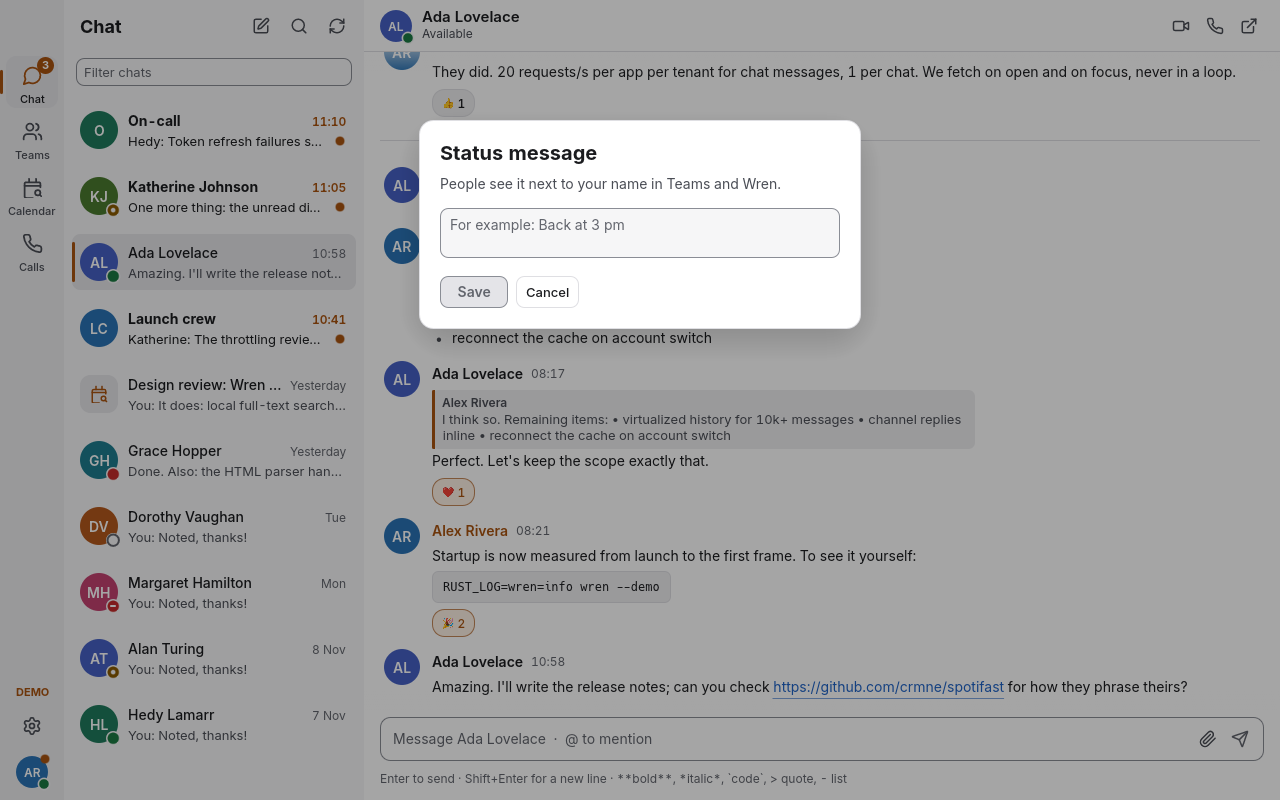 Chat
Filter chats
3
Chat
Teams
Calendar
Calls
DEMO
AR
O
On-call
11:10
Hedy: Token refresh failures s...
KJ
Katherine Johnson
11:05
One more thing: the unread di...
AL
Ada Lovelace
10:58
Amazing. I'll write the release not...
LC
Launch crew
10:41
Katherine: The throttling revie...
Design review: Wren ...
Yesterday
You: It does: local full-text search...
GH
Grace Hopper
Yesterday
Done. Also: the HTML parser han...
DV
Dorothy Vaughan
Tue
You: Noted, thanks!
MH
Margaret Hamilton
Mon
You: Noted, thanks!
AT
Alan Turing
8 Nov
You: Noted, thanks!
HL
Hedy Lamarr
7 Nov
You: Noted, thanks!
AL
Ada Lovelace
Available
AR
They did. 20 requests/s per app per tenant for chat messages, 1 per chat. We fetch on open and on focus, never in a loop.
👍 1
AL
AR
Status message
People see it next to your name in Teams and Wren.
For example: Back at 3 pm
Save
Cancel
• reconnect the cache on account switch
AL
Ada Lovelace 08:17
Alex Rivera
I think so. Remaining items: • virtualized history for 10k+ messages • channel replies
inline • reconnect the cache on account switch
Perfect. Let's keep the scope exactly that.
❤️ 1
AR
Alex Rivera 08:21
Startup is now measured from launch to the first frame. To see it yourself:
RUST_LOG=wren=info wren --demo
🎉 2
AL
Ada Lovelace 10:58
Amazing. I'll write the release notes; can you check https://github.com/crmne/spotifast for how they phrase theirs?
Message Ada Lovelace · @ to mention
Enter to send · Shift+Enter for a new line · **bold**, *italic*, `code`, > quote, - list